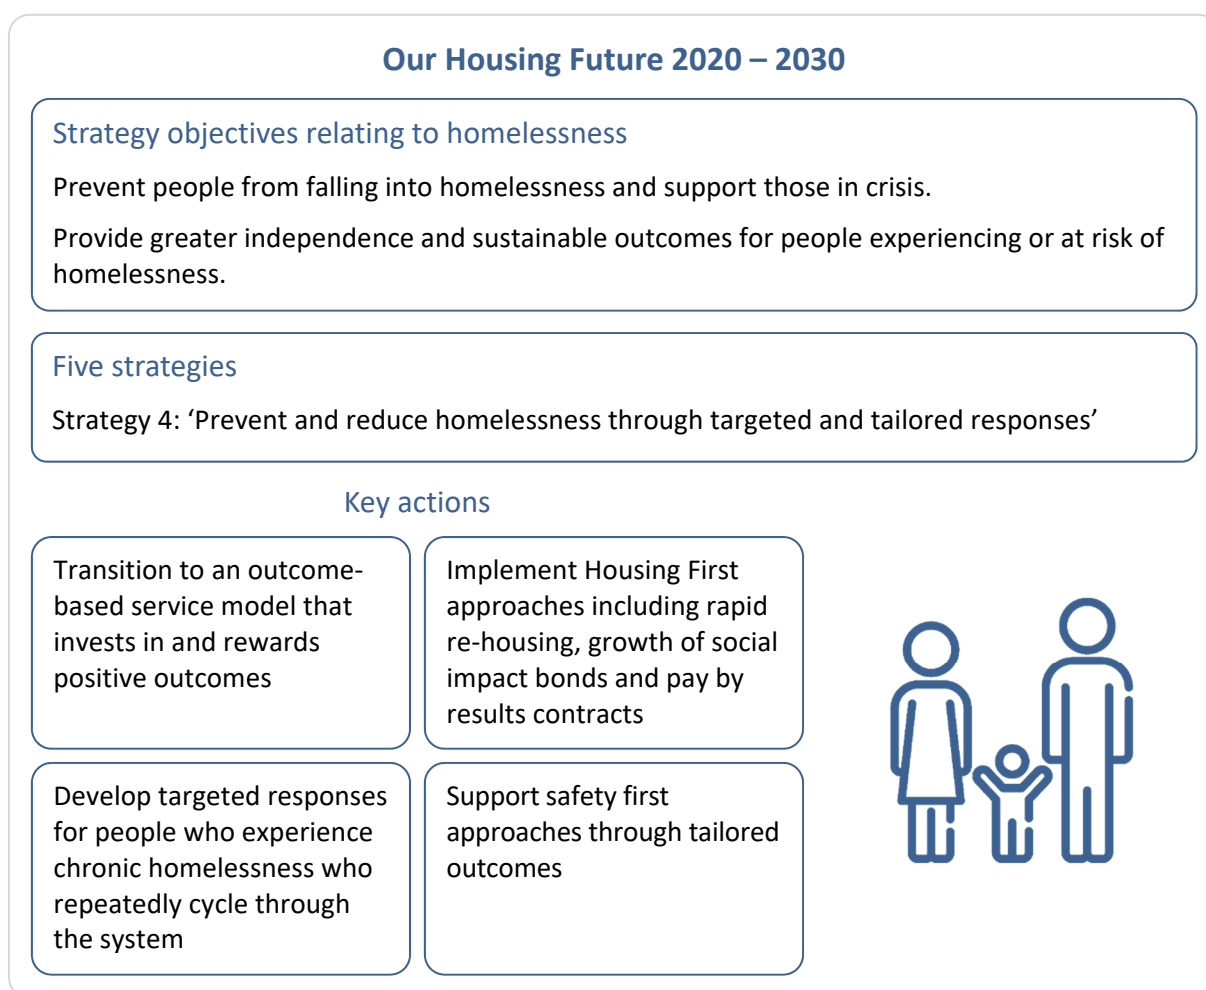 Our Housing Future 2020 – 2030
Strategy objectives relating to homelessness
Prevent people from falling into homelessness and support those in crisis.
Provide greater independence and sustainable outcomes for people experiencing or at risk of
homelessness.
Five strategies
Strategy 4: ‘Prevent and reduce homelessness through targeted and tailored responses’
Key actions
Transition to an outcome-
based service model that
invests in and rewards
positive outcomes
Implement Housing First
approaches including rapid
re-housing, growth of social
impact bonds and pay by
results contracts
Develop targeted responses
for people who experience
chronic homelessness who
repeatedly cycle through
the system
Support safety first
approaches through tailored
outcomes